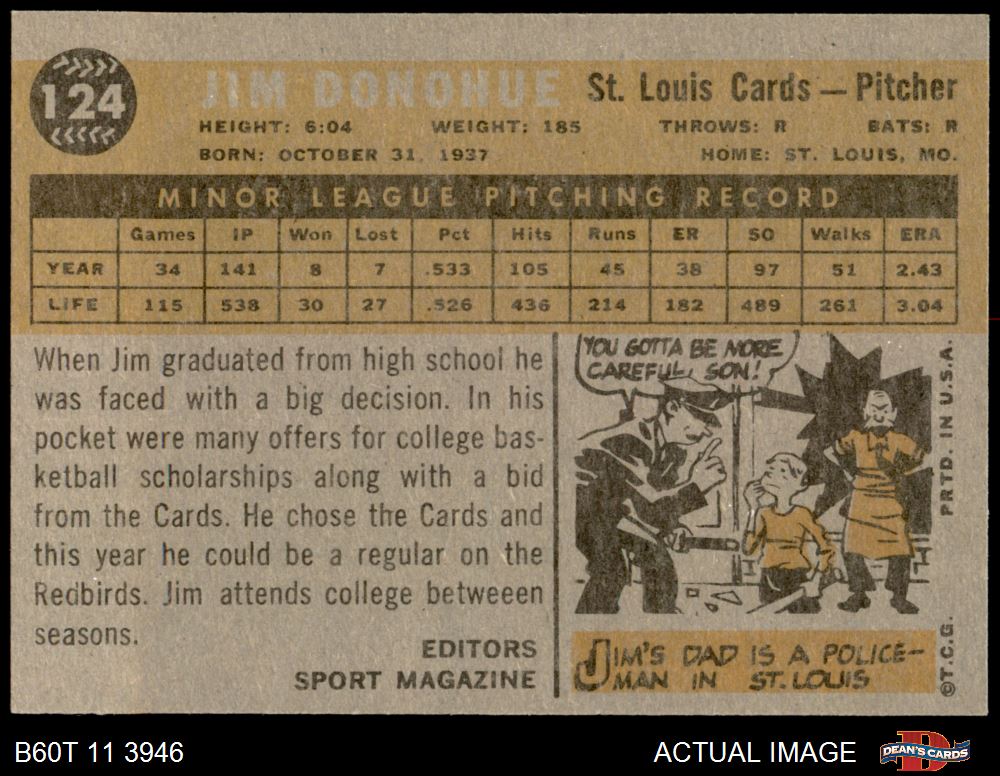 124
JIM DONOHUE St. Louis Cards — Pitcher
HEIGHT: 6:04 WEIGHT: 185 THROWS: R BATS: R
BORN: OCTOBER 31, 1937 HOME: ST. LOUIS, MO.
MINOR LEAGUE PITCHING RECORD
Games IP Won Lost Pct Hits Runs ER SO Walks ERA
YEAR 34 141 8 7 .533 105 45 38 97 51 2.43
LIFE 115 538 30 27 .526 436 214 182 489 261 3.04
When Jim graduated from high school he
was faced with a big decision. In his
pocket were many offers for college bas-
ketball scholarships along with a bid
from the Cards. He chose the Cards and
this year he could be a regular on the
Redbirds. Jim attends college betweeen
seasons.
EDITORS
SPORT MAGAZINE
YOU GOTTA BE MORE
CAREFUL, SON!
JIM'S DAD IS A POLICE-
MAN IN ST. LOUIS
PRTD. IN U.S.A.
©T.C.G.
B60T 11 3946
ACTUAL IMAGE
D
DEAN'S CARDS